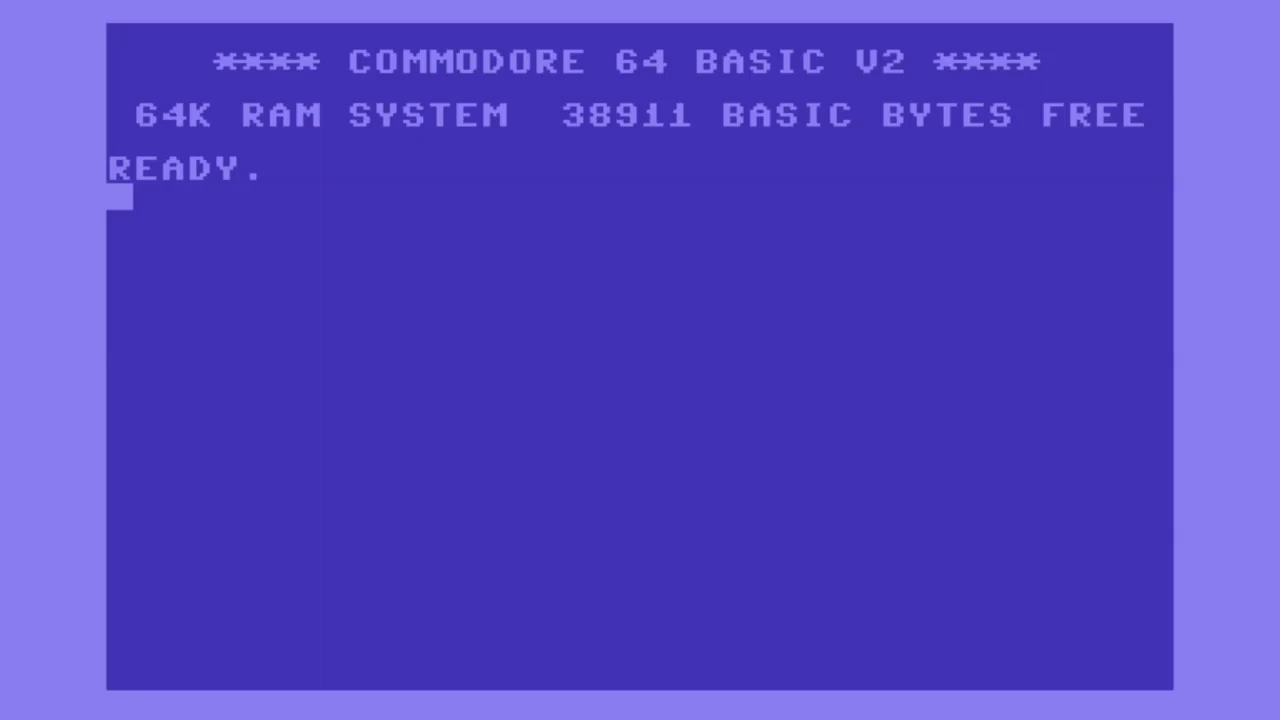 **** COMMODORE 64 BASIC V2 ****
64K RAM SYSTEM  38911 BASIC BYTES FREE
READY.